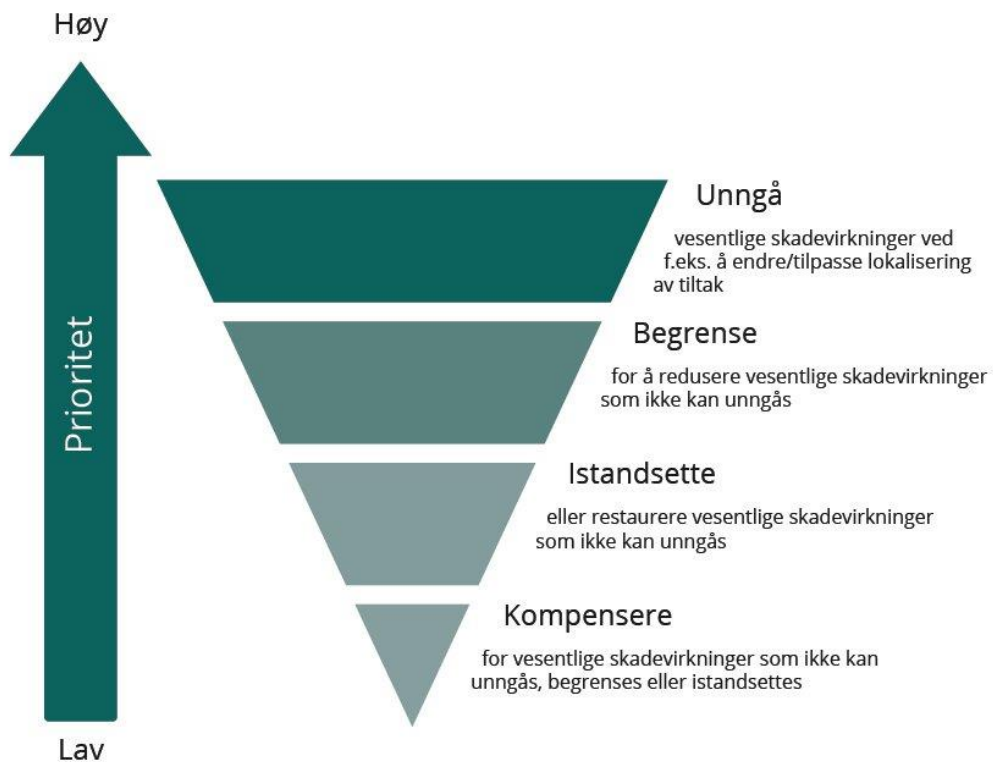 Høy
Prioritet
Lav
Unngå
vesentlige skadevirkninger ved
f.eks. å endre/tilpasse lokalisering
av tiltak
Begrense
for å redusere vesentlige skadevirkninger
som ikke kan unngås
Istandsette
eller restaurere vesentlige skadevirkninger
som ikke kan unngås
Kompensere
for vesentlige skadevirkninger som ikke kan
unngås, begrenses eller istandsettes